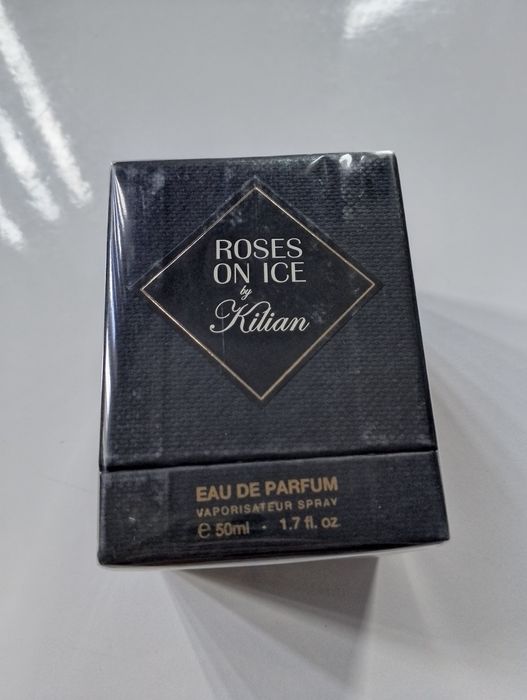 ROSES
ON ICE
by
Kilian
EAU DE PARFUM
VAPORISATEUR SPRAY
℮ 50ml · 1.7 fl. oz